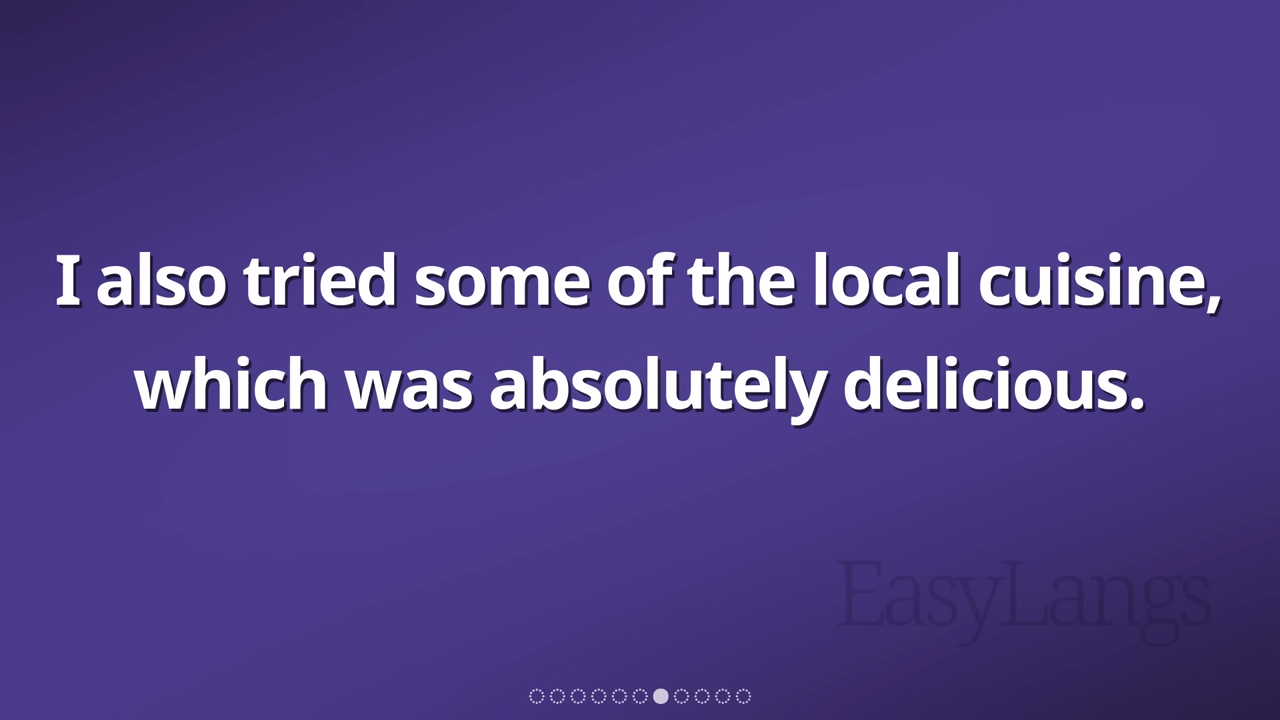 I also tried some of the local cuisine,
which was absolutely delicious.
EasyLangs